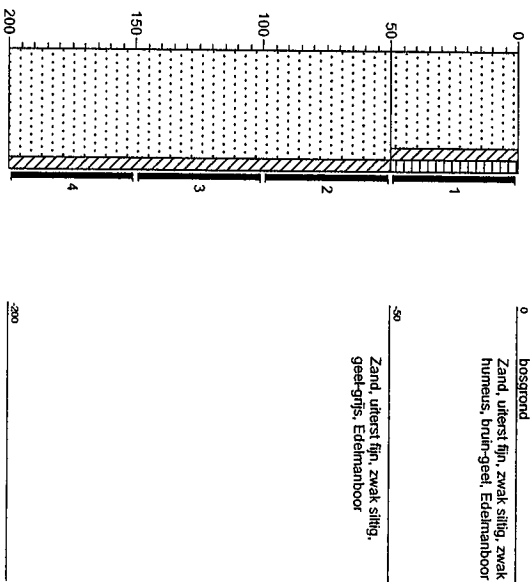 0
50
100
150
200
1
2
3
4
0
bosgrond
Zand, uiterst fijn, zwak siltig, zwak
humeus, bruin-geel, Edelmanboor
-50
Zand, uiterst fijn, zwak siltig,
geel-grijs, Edelmanboor
-200